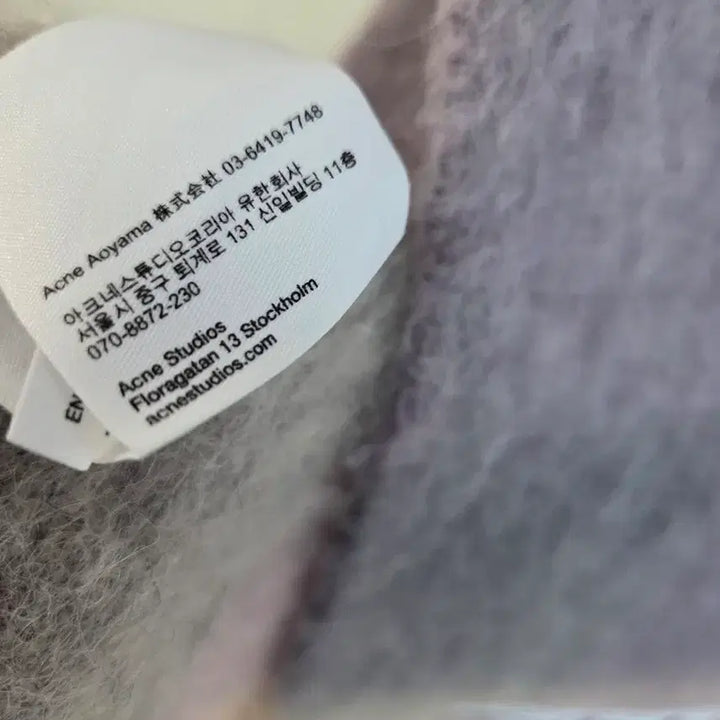 Acne Aoyama 株式会社 03-6419-7748
아크네스튜디오코리아 유한회사
서울시 중구 퇴계로 131 신일빌딩 11층
070-8872-230
Acne Studios
Floragatan 13 Stockholm
acnestudios.com
EN